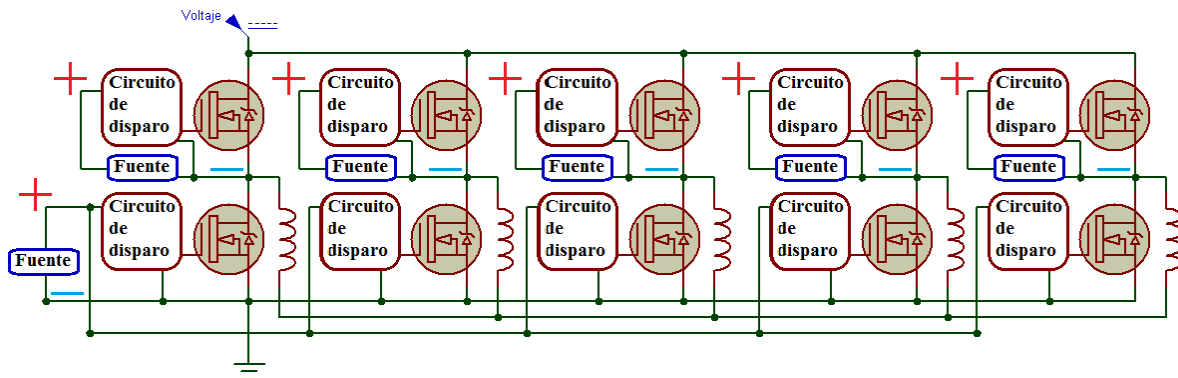 Voltaje
Circuito
de
disparo
Circuito
de
disparo
Circuito
de
disparo
Circuito
de
disparo
Circuito
de
disparo
Fuente
Fuente
Fuente
Fuente
Fuente
Circuito
de
disparo
Circuito
de
disparo
Circuito
de
disparo
Circuito
de
disparo
Circuito
de
disparo
Fuente